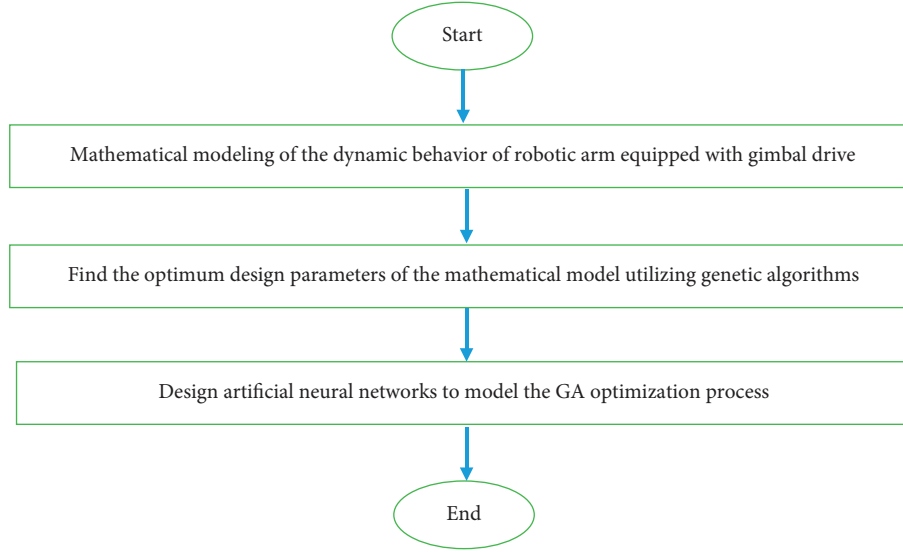 Start
Mathematical modeling of the dynamic behavior of robotic arm equipped with gimbal drive
Find the optimum design parameters of the mathematical model utilizing genetic algorithms
Design artificial neural networks to model the GA optimization process
End